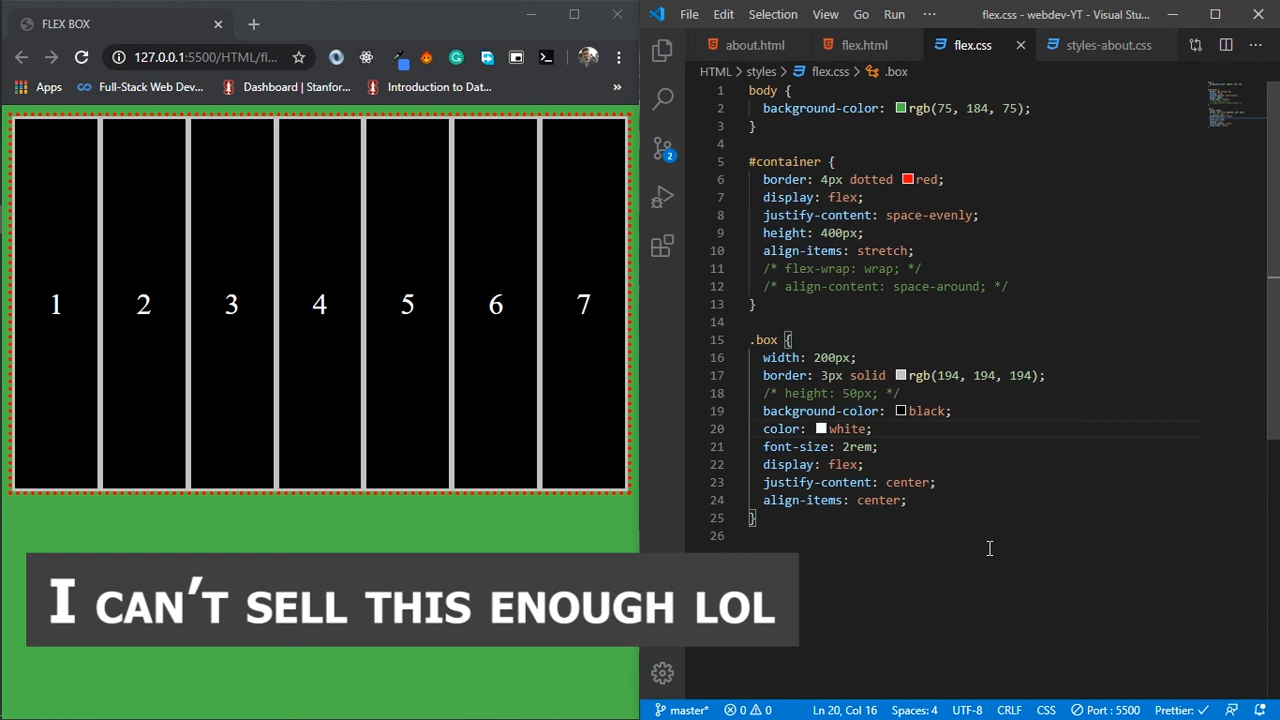 FLEX BOX
127.0.0.1:5500/HTML/fl...
Apps Full-Stack Web Dev... Dashboard | Stanfor... Introduction to Dat... »
1 2 3 4 5 6 7
I CAN'T SELL THIS ENOUGH LOL
File Edit Selection View Go Run ··· flex.css - webdev-YT - Visual Stu...
about.html flex.html flex.css styles-about.css
HTML > styles > flex.css > .box
2
1 body {
2 background-color: rgb(75, 184, 75);
3 }
4
5 #container {
6 border: 4px dotted red;
7 display: flex;
8 justify-content: space-evenly;
9 height: 400px;
10 align-items: stretch;
11 /* flex-wrap: wrap; */
12 /* align-content: space-around; */
13 }
14
15 .box {
16 width: 200px;
17 border: 3px solid rgb(194, 194, 194);
18 /* height: 50px; */
19 background-color: black;
20 color: white;
21 font-size: 2rem;
22 display: flex;
23 justify-content: center;
24 align-items: center;
25 }
26
master* 0 0 Ln 20, Col 16 Spaces: 4 UTF-8 CRLF CSS Port : 5500 Prettier: ✓